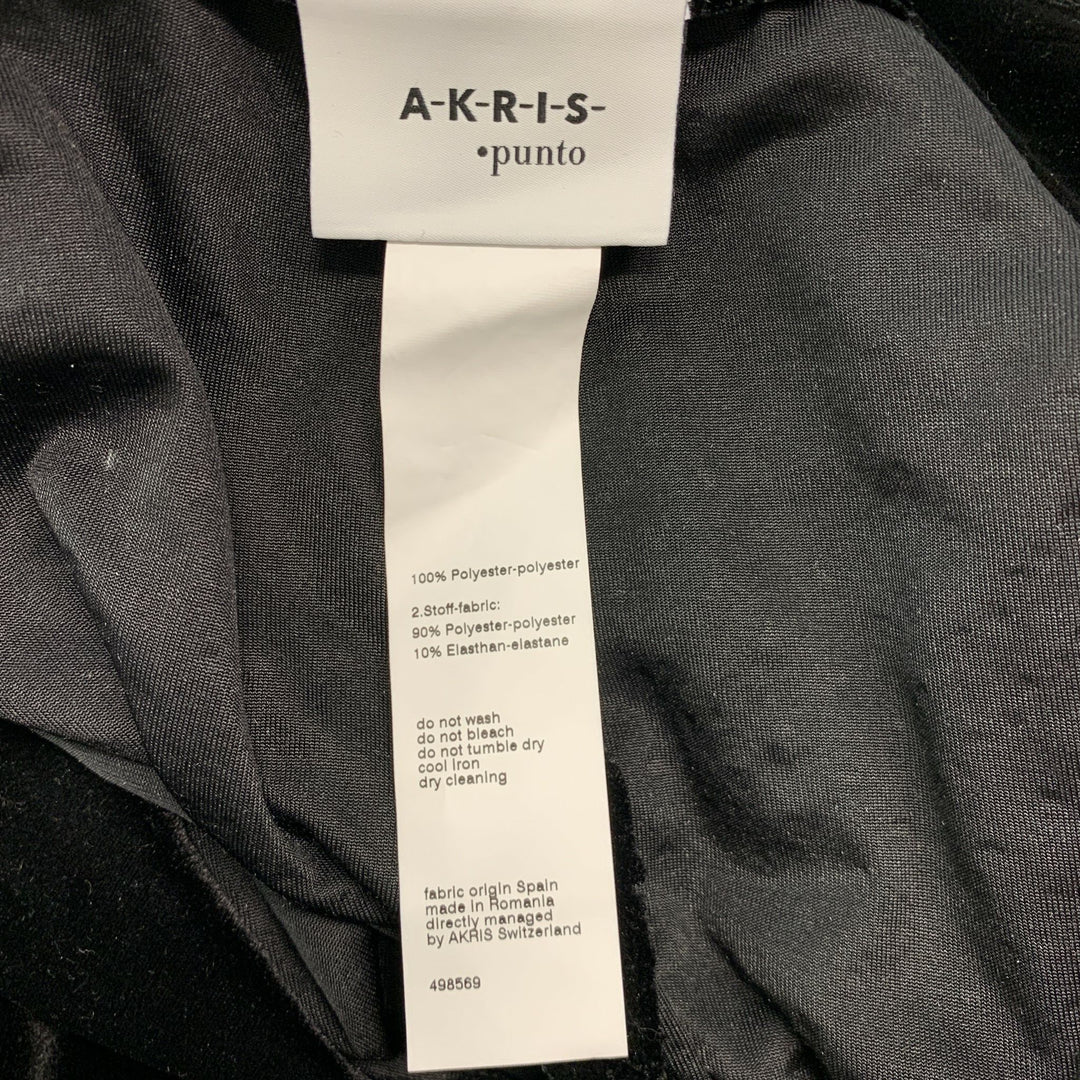 A-K-R-I-S-
•punto
100% Polyester-polyester
2.Stoff-fabric:
90% Polyester-polyester
10% Elasthan-elastane
do not wash
do not bleach
do not tumble dry
cool Iron
dry cleaning
fabric origin Spain
made in Romania
directly managed
by AKRIS Switzerland
498569